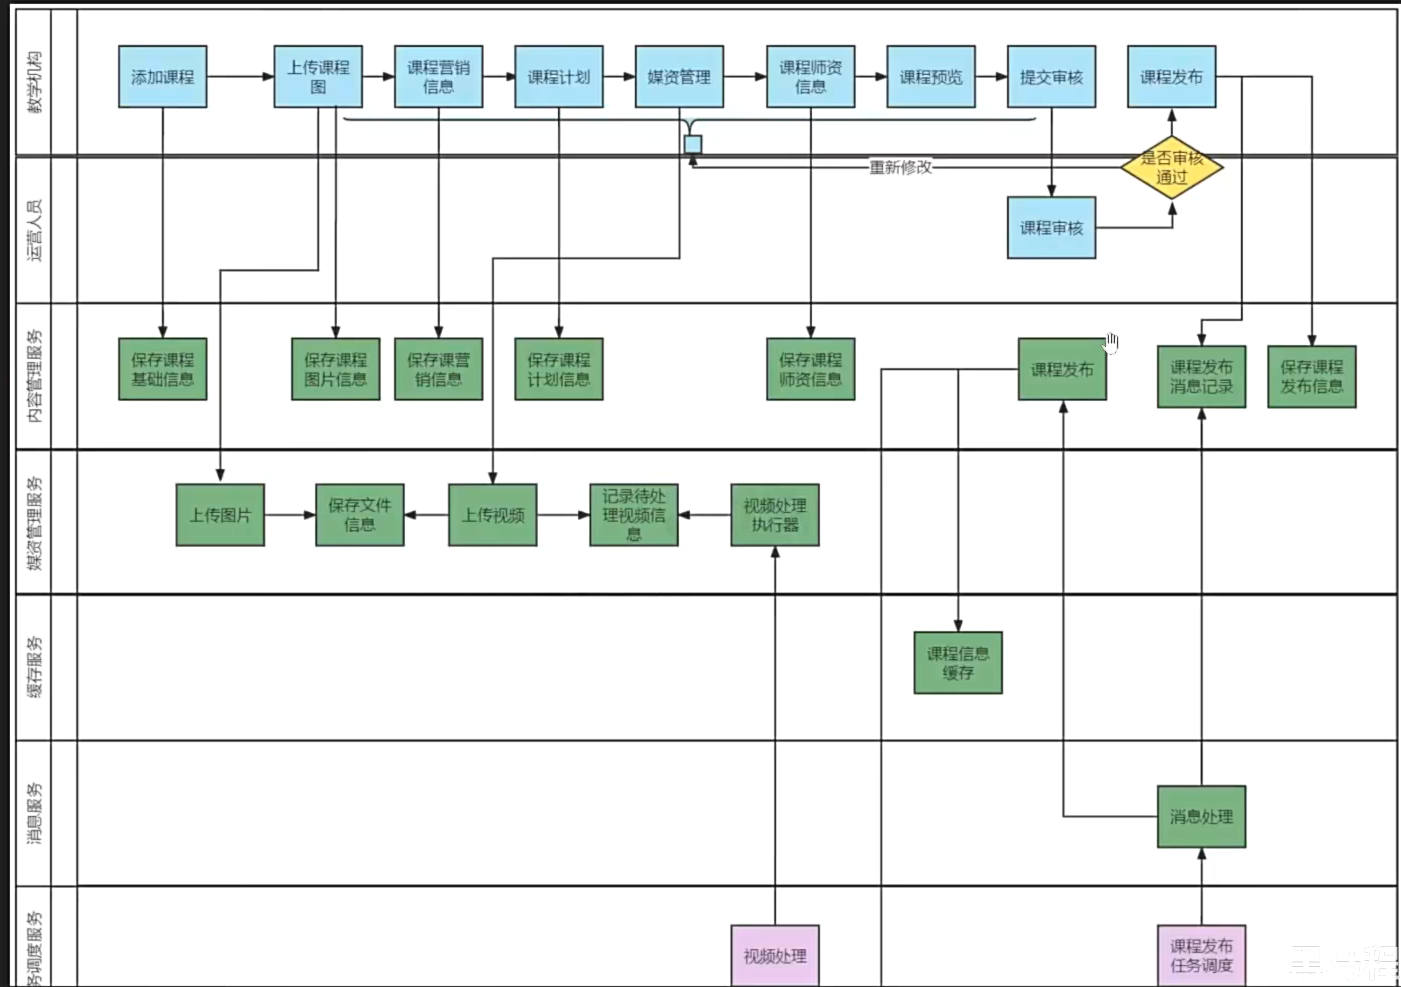 教学机构
添加课程
上传课程
图
课程营销
信息
课程计划
媒资管理
课程师资
信息
课程预览
提交审核
课程发布
运营人员
重新修改
是否审核
通过
课程审核
内容管理服务
保存课程
基础信息
保存课程
图片信息
保存课营
销信息
保存课程
计划信息
保存课程
师资信息
课程发布
课程发布
消息记录
保存课程
发布信息
媒资管理服务
上传图片
保存文件
信息
上传视频
记录待处
理视频信
息
视频处理
执行器
缓存服务
课程信息
缓存
消息服务
消息处理
务调度服务
视频处理
课程发布
任务调度